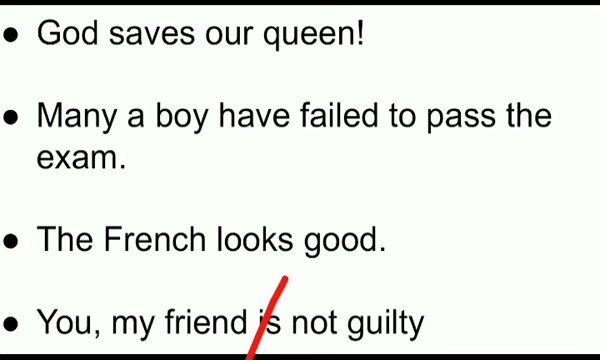 ● God saves our queen!
● Many a boy have failed to pass the
exam.
● The French looks good.
● You, my friend is not guilty